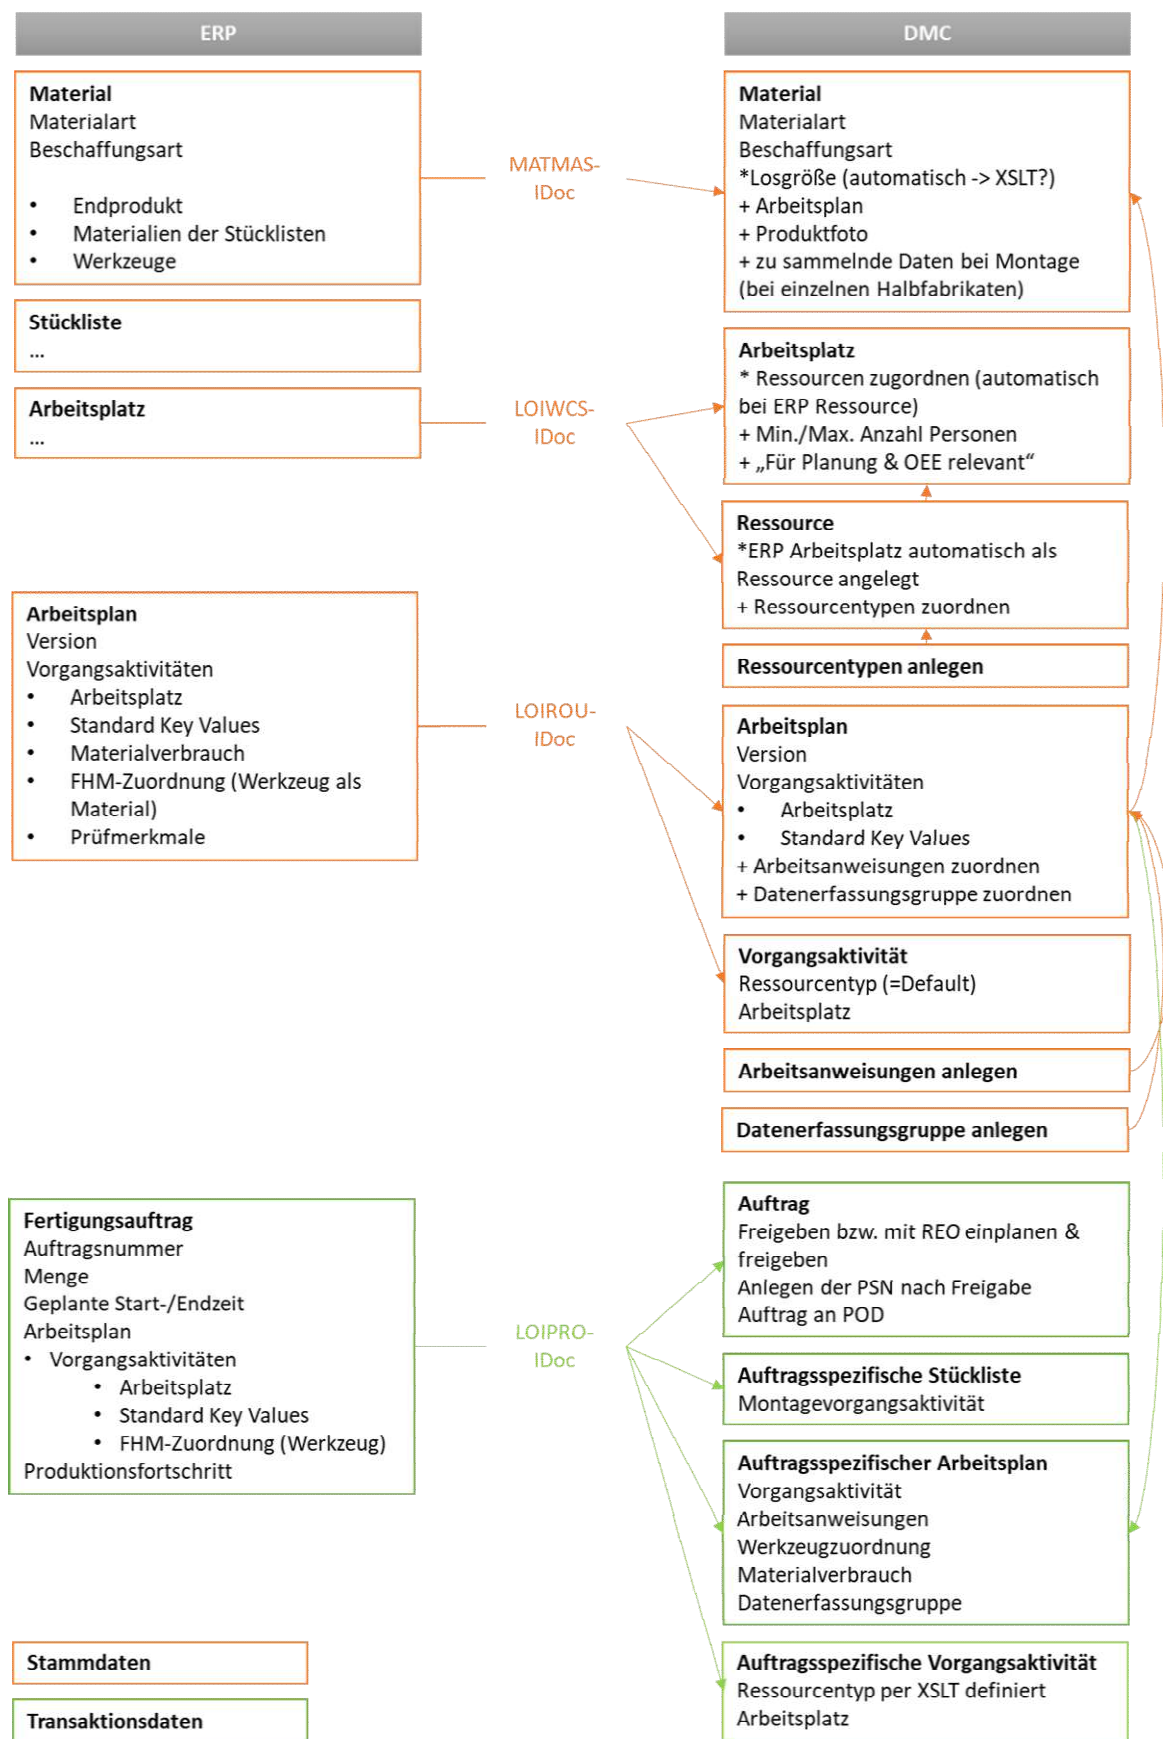 ERP
DMC
Material
Materialart
Beschaffungsart
• Endprodukt
• Materialien der Stücklisten
• Werkzeuge
Stückliste
...
Arbeitsplatz
...
MATMAS-
IDoc
LOIWCS-
IDoc
Material
Materialart
Beschaffungsart
*Losgröße (automatisch -> XSLT?)
+ Arbeitsplan
+ Produktfoto
+ zu sammelnde Daten bei Montage
(bei einzelnen Halbfabrikaten)
Arbeitsplatz
* Ressourcen zugordnen (automatisch
bei ERP Ressource)
+ Min./Max. Anzahl Personen
+ „Für Planung & OEE relevant“
Ressource
*ERP Arbeitsplatz automatisch als
Ressource angelegt
+ Ressourcentypen zuordnen
Ressourcentypen anlegen
Arbeitsplan
Version
Vorgangsaktivitäten
• Arbeitsplatz
• Standard Key Values
• Materialverbrauch
• FHM-Zuordnung (Werkzeug als
Material)
• Prüfmerkmale
LOIROU-
IDoc
Arbeitsplan
Version
Vorgangsaktivitäten
• Arbeitsplatz
• Standard Key Values
+ Arbeitsanweisungen zuordnen
+ Datenerfassungsgruppe zuordnen
Vorgangsaktivität
Ressourcentyp (=Default)
Arbeitsplatz
Arbeitsanweisungen anlegen
Datenerfassungsgruppe anlegen
Fertigungsauftrag
Auftragsnummer
Menge
Geplante Start-/Endzeit
Arbeitsplan
• Vorgangsaktivitäten
• Arbeitsplatz
• Standard Key Values
• FHM-Zuordnung (Werkzeug)
Produktionsfortschritt
LOIPRO-
IDoc
Auftrag
Freigeben bzw. mit REO einplanen &
freigeben
Anlegen der PSN nach Freigabe
Auftrag an POD
Auftragsspezifische Stückliste
Montagevorgangsaktivität
Auftragsspezifischer Arbeitsplan
Vorgangsaktivität
Arbeitsanweisungen
Werkzeugzuordnung
Materialverbrauch
Datenerfassungsgruppe
Auftragsspezifische Vorgangsaktivität
Ressourcentyp per XSLT definiert
Arbeitsplatz
Stammdaten
Transaktionsdaten